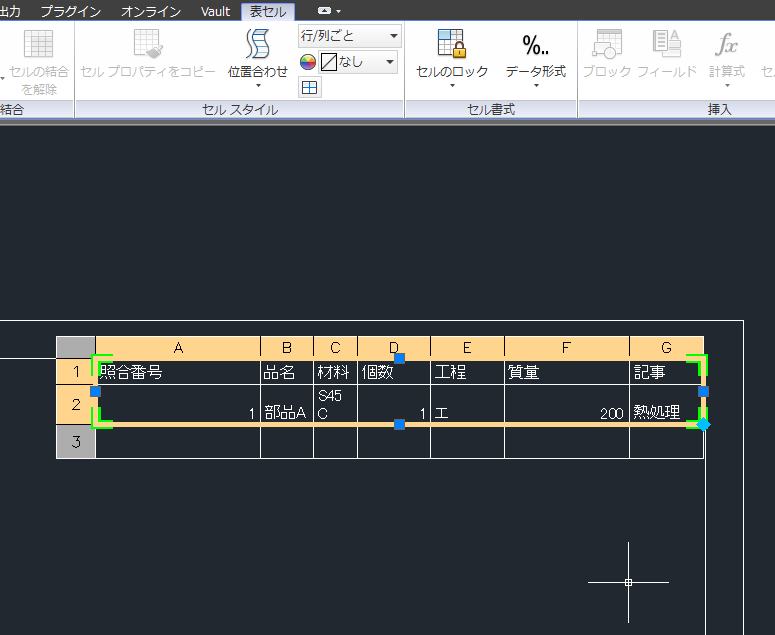 出力 プラグイン オンライン Vault 表セル
行/列ごと
なし
セルの結合
を解除
セル プロパティをコピー
位置合わせ
セルのロック
データ形式
ブロック
フィールド
計算式
セ
結合
セル スタイル
セル書式
挿入
A B C D E F G
1 照合番号 品名 材料 個数 工程 質量 記事
2 1 部品A S45
C 1 エ 200 熱処理
3